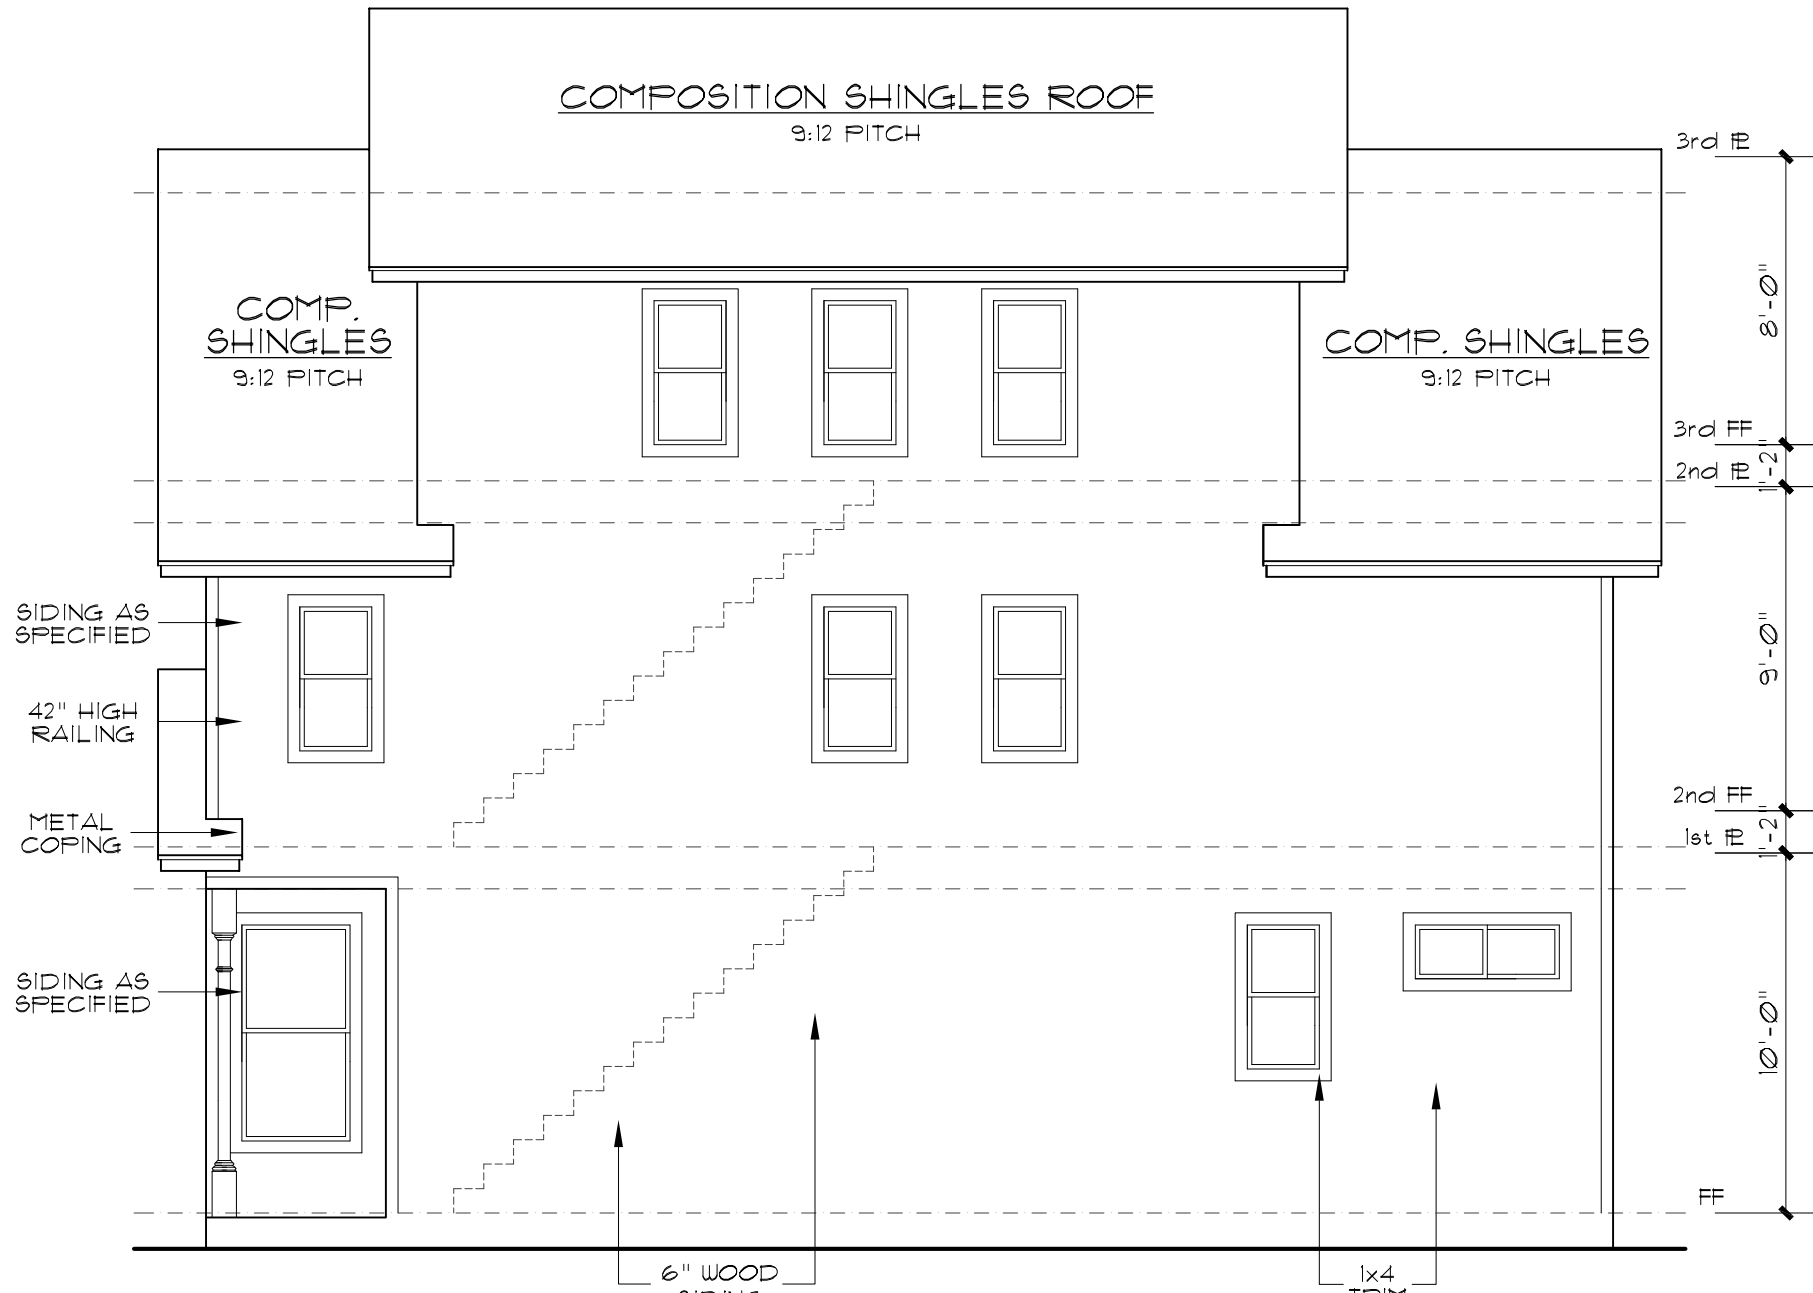 COMPOSITION SHINGLES ROOF
9:12 PITCH
COMP.
SHINGLES
9:12 PITCH
COMP. SHINGLES
9:12 PITCH
3rd PL
8'-0"
3rd FF
1'-2"
2nd PL
9'-0"
2nd FF
1'-2"
1st PL
10'-0"
FF
SIDING AS
SPECIFIED
42" HIGH
RAILING
METAL
COPING
SIDING AS
SPECIFIED
6" WOOD
SIDING
1x4
TRIM